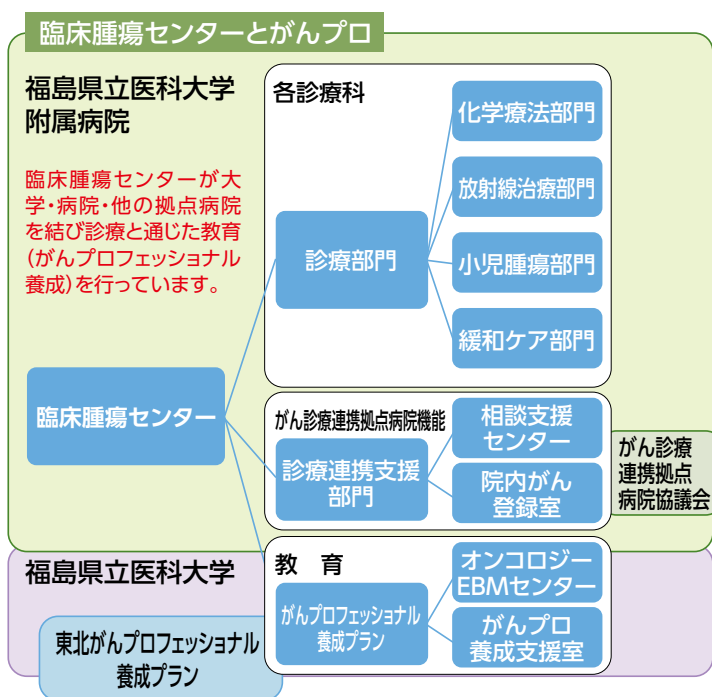 臨床腫瘍センターとがんプロ
福島県立医科大学
附属病院
臨床腫瘍センターが大
学・病院・他の拠点病院
を結び診療と通じた教育
（がんプロフェッショナル
養成）を行っています。
臨床腫瘍センター
各診療科
診療部門
化学療法部門
放射線治療部門
小児腫瘍部門
緩和ケア部門
がん診療連携拠点病院機能
診療連携支援
部門
相談支援
センター
院内がん
登録室
がん診療
連携拠点
病院協議会
福島県立医科大学
東北がんプロフェッショナル
養成プラン
教　育
がんプロフェッショナル
養成プラン
オンコロジー
EBMセンター
がんプロ
養成支援室